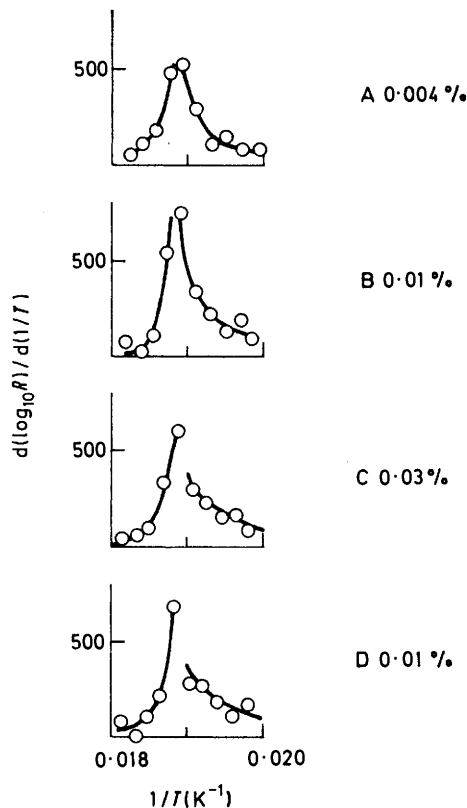 500
A 0·004 %
500
B 0·01 %
d(log₁₀R)/d(1/T)
500
C 0·03 %
500
D 0·01 %
0·018 0·020
1/T(K⁻¹)